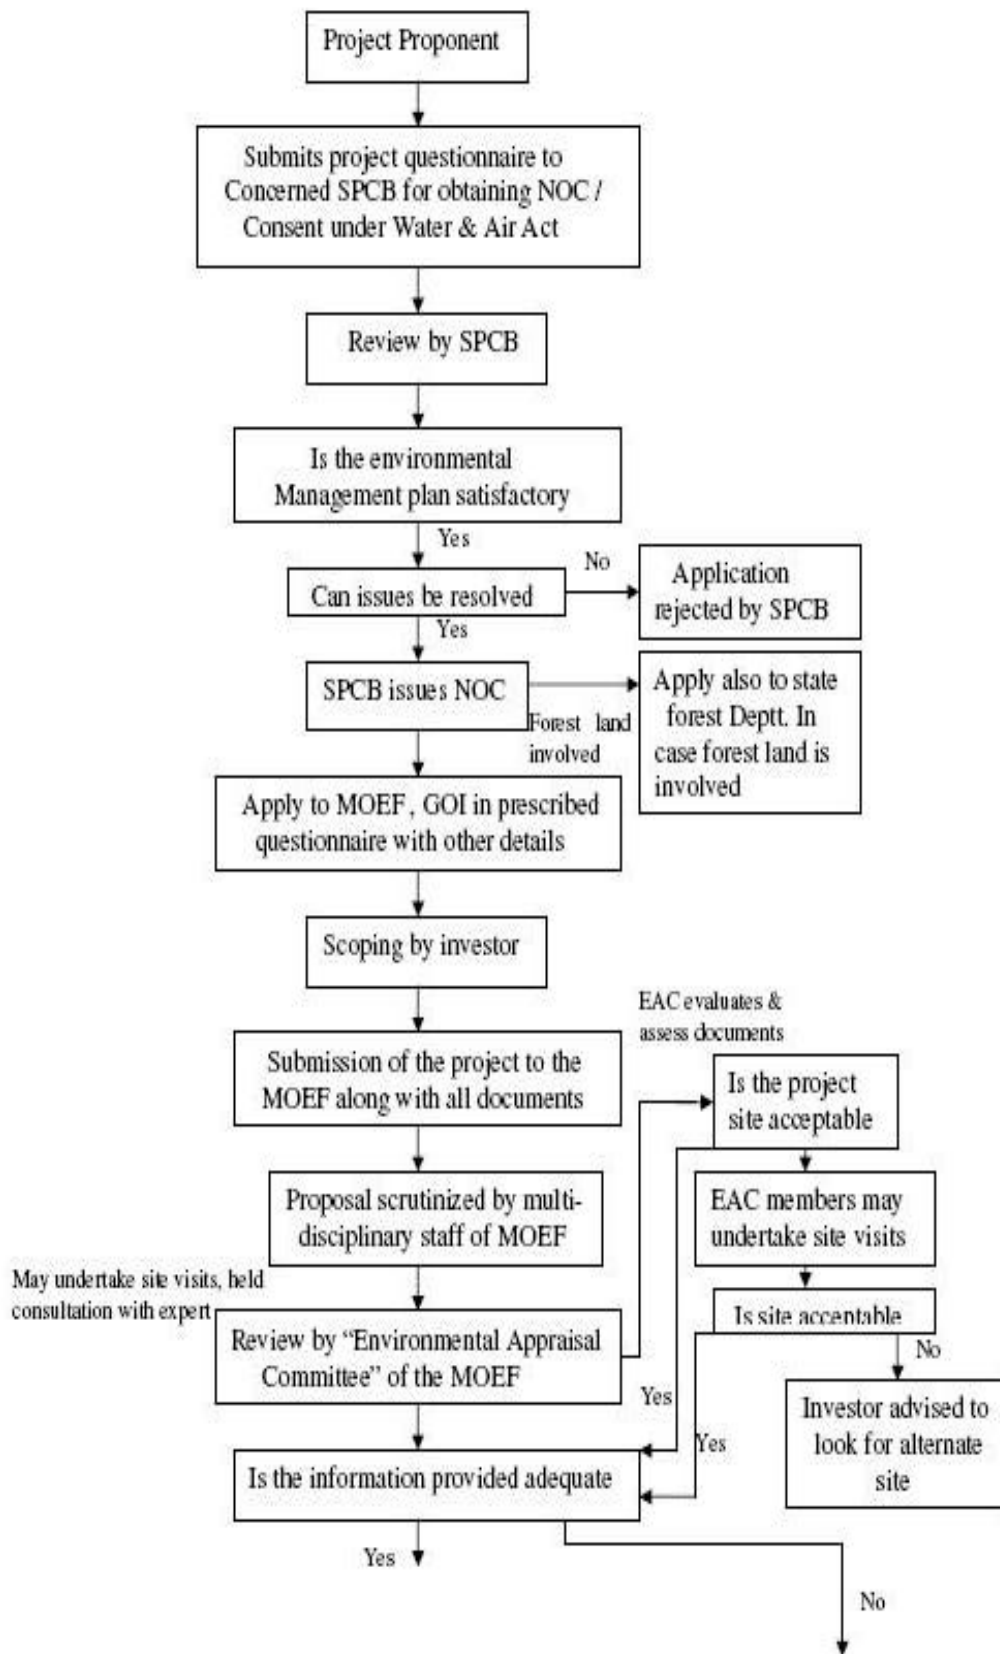 Project Proponent
Submits project questionnaire to
Concerned SPCB for obtaining NOC /
Consent under Water & Air Act
Review by SPCB
Is the environmental
Management plan satisfactory
Yes
Can issues be resolved
No
Application
rejected by SPCB
Yes
SPCB issues NOC
Forest land
involved
Apply also to state
forest Deptt. In
case forest land is
involved
Apply to MOEF, GOI in prescribed
questionnaire with other details
Scoping by investor
Submission of the project to the
MOEF along with all documents
EAC evaluates &
assess documents
Is the project
site acceptable
Proposal scrutinized by multi-
disciplinary staff of MOEF
EAC members may
undertake site visits
May undertake site visits, held
consultation with expert
Review by “Environmental Appraisal
Committee” of the MOEF
Is site acceptable
No
Yes
Yes
Investor advised to
look for alternate
site
Is the information provided adequate
Yes
No